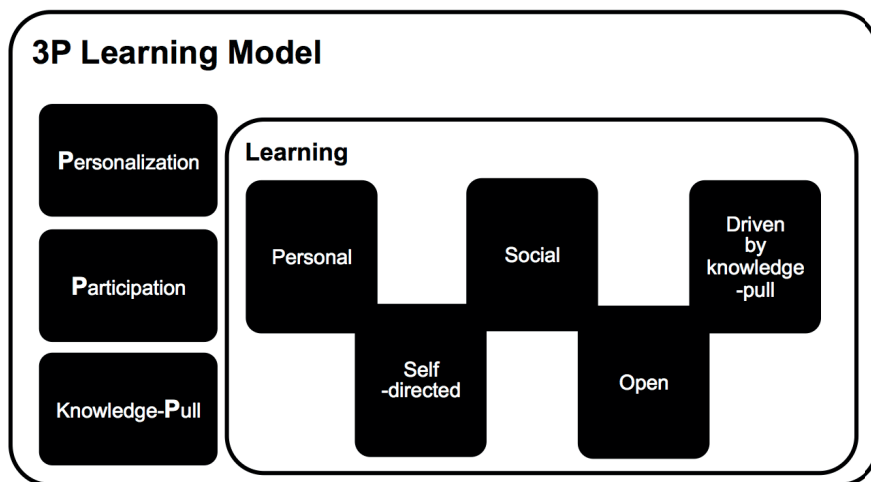 3P Learning Model
Personalization
Participation
Knowledge-Pull
Learning
Personal
Self
-directed
Social
Open
Driven
by
knowledge
-pull